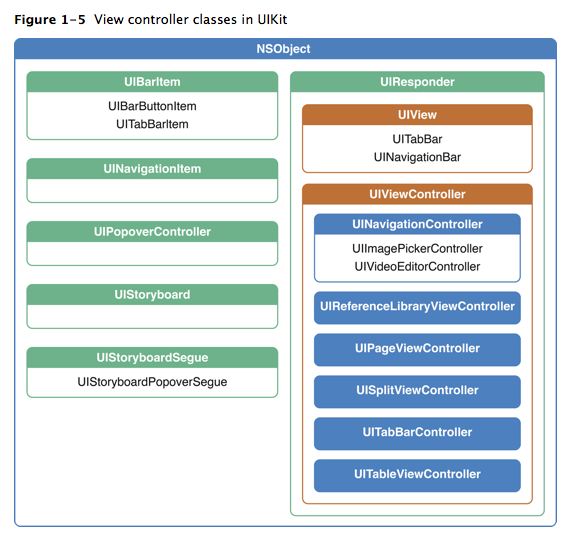 Figure 1-5 View controller classes in UIKit
NSObject
UIBarItem
UIBarButtonItem
UITabBarItem
UINavigationItem
UIPopoverController
UIStoryboard
UIStoryboardSegue
UIStoryboardPopoverSegue
UIResponder
UIView
UITabBar
UINavigationBar
UIViewController
UINavigationController
UIImagePickerController
UIVideoEditorController
UIReferenceLibraryViewController
UIPageViewController
UISplitViewController
UITabBarController
UITableViewController